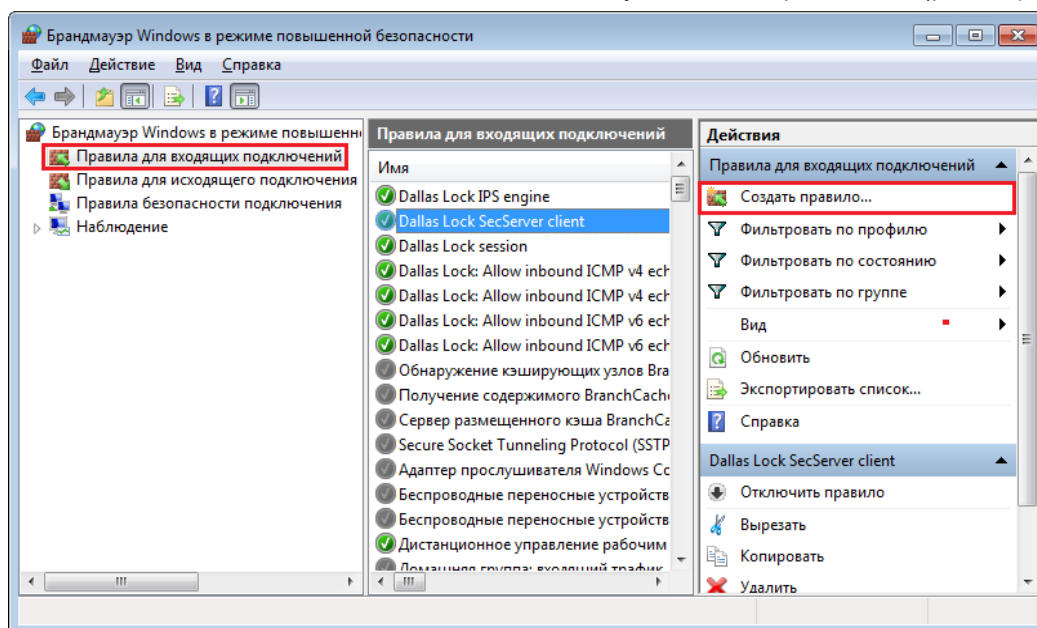 Брандмауэр Windows в режиме повышенной безопасности
Файл Действие Вид Справка
Брандмауэр Windows в режиме повышенн
Правила для входящих подключений
Правила для исходящего подключения
Правила безопасности подключения
Наблюдение
Правила для входящих подключений
Имя
Dallas Lock IPS engine
Dallas Lock SecServer client
Dallas Lock session
Dallas Lock: Allow inbound ICMP v4 ech
Dallas Lock: Allow inbound ICMP v4 ech
Dallas Lock: Allow inbound ICMP v6 ech
Dallas Lock: Allow inbound ICMP v6 ech
Обнаружение кэширующих узлов Bra
Получение содержимого BranchCach
Сервер размещенного кэша BranchCa
Secure Socket Tunneling Protocol (SSTP
Адаптер прослушивателя Windows Co
Беспроводные переносные устройств
Беспроводные переносные устройств
Дистанционное управление рабочим
Домашняя группа: входящий трафик
Действия
Правила для входящих подключений
Создать правило...
Фильтровать по профилю
Фильтровать по состоянию
Фильтровать по группе
Вид
Обновить
Экспортировать список...
Справка
Dallas Lock SecServer client
Отключить правило
Вырезать
Копировать
Удалить